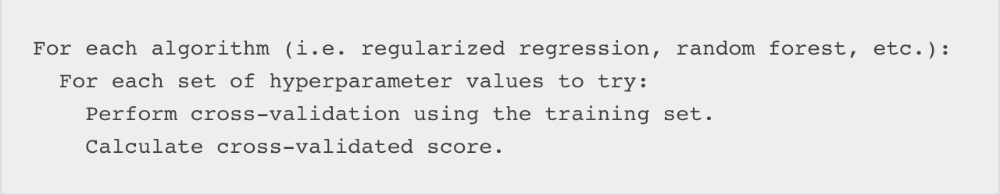 For each algorithm (i.e. regularized regression, random forest, etc.):
For each set of hyperparameter values to try:
Perform cross-validation using the training set.
Calculate cross-validated score.